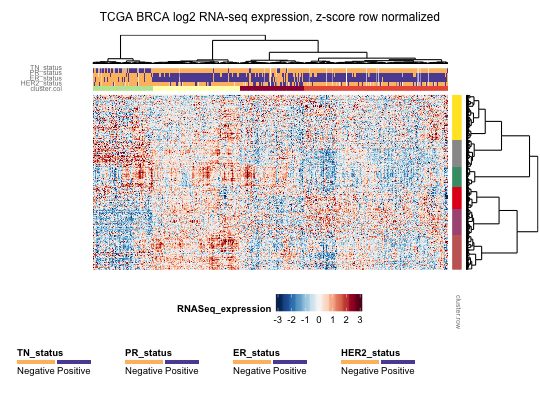 TCGA BRCA log2 RNA-seq expression, z-score row normalized
TN_status
PR_status
ER_status
HER2_status
cluster.col
RNASeq_expression
-3 -2 -1 0 1 2 3
cluster.row
TN_status PR_status ER_status HER2_status
Negative Positive Negative Positive Negative Positive Negative Positive